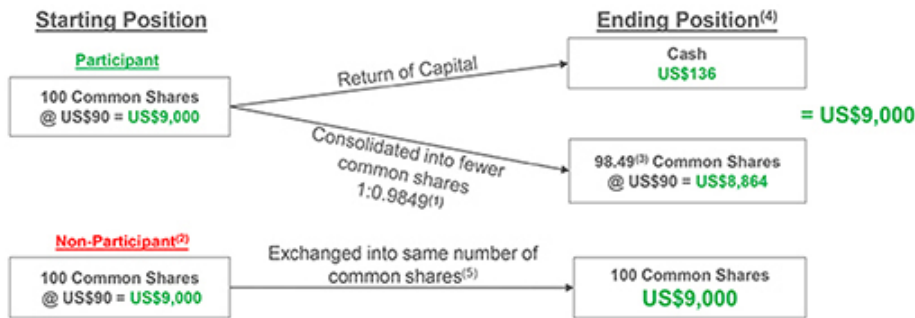 Starting Position
Ending Position(4)
Participant
100 Common Shares
@ US$90 = US$9,000
Return of Capital
Cash
US$136
= US$9,000
Consolidated into fewer
common shares
1:0.9849(1)
98.49(3) Common Shares
@ US$90 = US$8,864
Non-Participant(2)
100 Common Shares
@ US$90 = US$9,000
Exchanged into same number of
common shares(5)
100 Common Shares
US$9,000